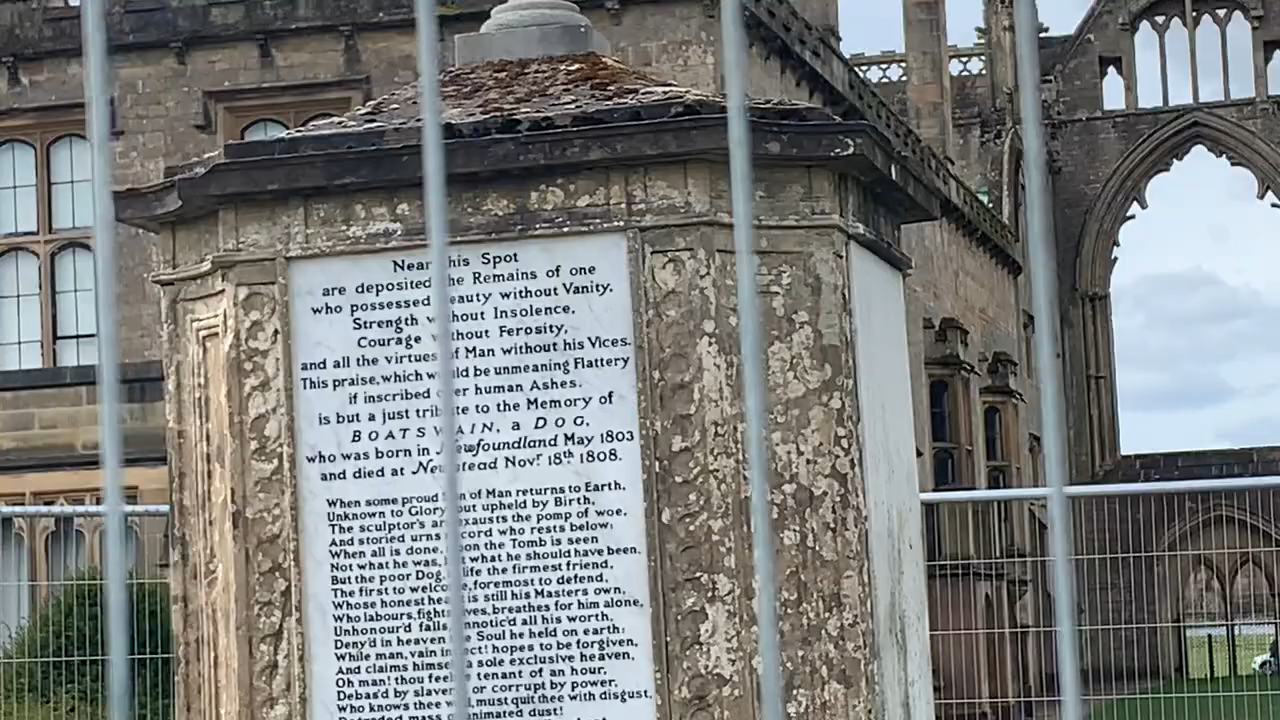 Near this Spot
are deposited the Remains of one
who possessed Beauty without Vanity,
Strength without Insolence,
Courage without Ferosity,
and all the virtues of Man without his Vices.
This praise, which would be unmeaning Flattery
if inscribed over human Ashes.
is but a just tribute to the Memory of
BOATSWAIN, a DOG,
who was born in Newfoundland May 1803
and died at Newstead Novr. 18th 1808.
When some proud Son of Man returns to Earth,
Unknown to Glory but upheld by Birth,
The sculptor's art exausts the pomp of woe,
And storied urns record who rests below:
When all is done, upon the Tomb is seen
Not what he was, but what he should have been.
But the poor Dog, in life the firmest friend,
The first to welcome, foremost to defend,
Whose honest heart is still his Masters own,
Who labours, fights, lives, breathes for him alone,
Unhonour'd falls, unnotic'd all his worth,
Deny'd in heaven the Soul he held on earth:
While man, vain insect! hopes to be forgiven,
And claims himself a sole exclusive heaven,
Oh man! thou feeble tenant of an hour,
Debas'd by slavery, or corrupt by power,
Who knows thee well, must quit thee with disgust,
Degraded mass of animated dust!